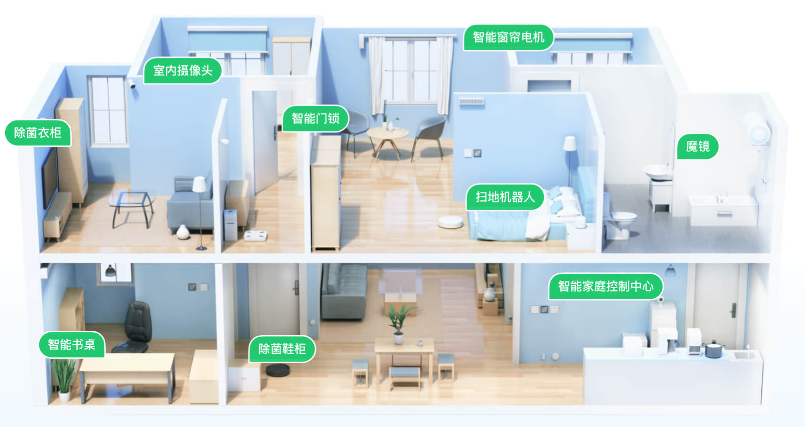 智能窗帘电机
室内摄像头
智能门锁
除菌衣柜
魔镜
扫地机器人
智能家庭控制中心
智能书桌
除菌鞋柜